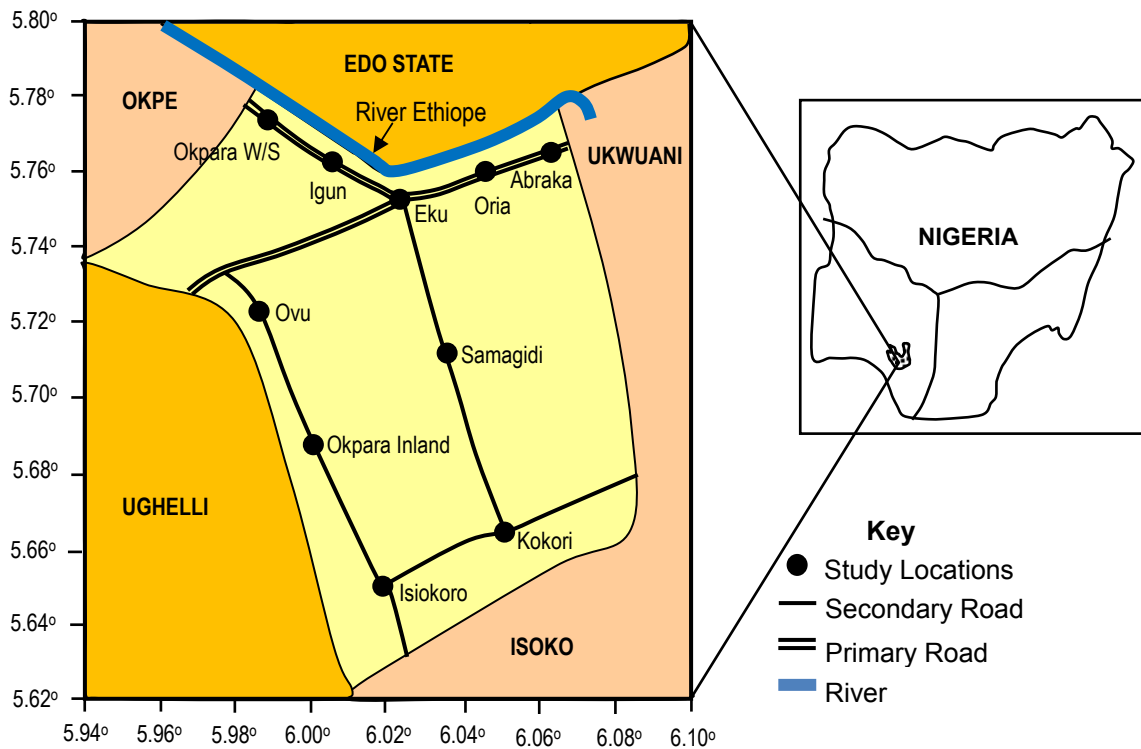 5.80°
5.78°
5.76°
5.74°
5.72°
5.70°
5.68°
5.66°
5.64°
5.62°
5.94°
5.96°
5.98°
6.00°
6.02°
6.04°
6.06°
6.08°
6.10°
EDO STATE
OKPE
River Ethiope
UKWUANI
Okpara W/S
Igun
Eku
Oria
Abraka
Ovu
Samagidi
Okpara Inland
UGHELLI
Kokori
Isiokoro
ISOKO
NIGERIA
Key
Study Locations
Secondary Road
Primary Road
River